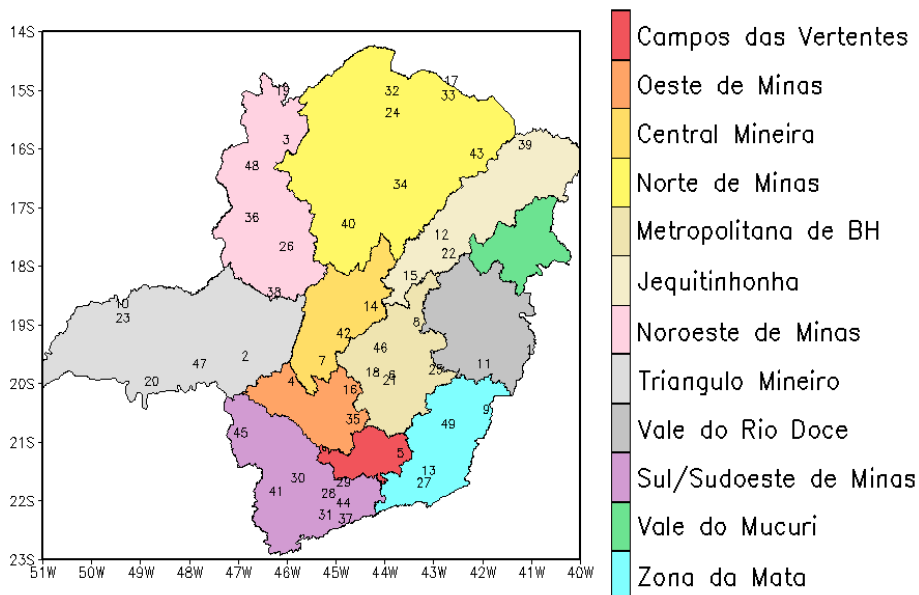 14S
15S
16S
17S
18S
19S
20S
21S
22S
23S
51W 50W 49W 48W 47W 46W 45W 44W 43W 42W 41W 40W
17
19 32 33
24
3 39
43
48
34
36 40
12
26 22
15
38
10 14
23 8
42 46 1
2 7
47 11
18 6 25
20 4 21
16
9
35 49
45
5
13
30 29 27
41 28
44
31 37
Campos das Vertentes
Oeste de Minas
Central Mineira
Norte de Minas
Metropolitana de BH
Jequitinhonha
Noroeste de Minas
Triangulo Mineiro
Vale do Rio Doce
Sul/Sudoeste de Minas
Vale do Mucuri
Zona da Mata